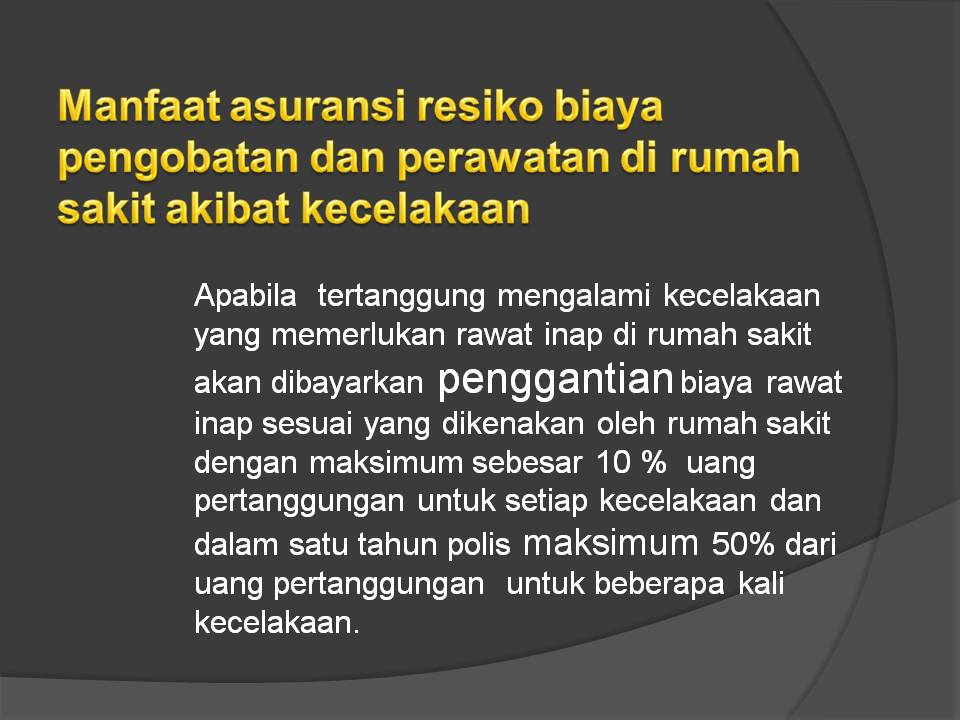 Manfaat asuransi resiko biaya
pengobatan dan perawatan di rumah
sakit akibat kecelakaan
Apabila tertanggung mengalami kecelakaan
yang memerlukan rawat inap di rumah sakit
akan dibayarkan penggantian biaya rawat
inap sesuai yang dikenakan oleh rumah sakit
dengan maksimum sebesar 10 % uang
pertanggungan untuk setiap kecelakaan dan
dalam satu tahun polis maksimum 50% dari
uang pertanggungan untuk beberapa kali
kecelakaan.